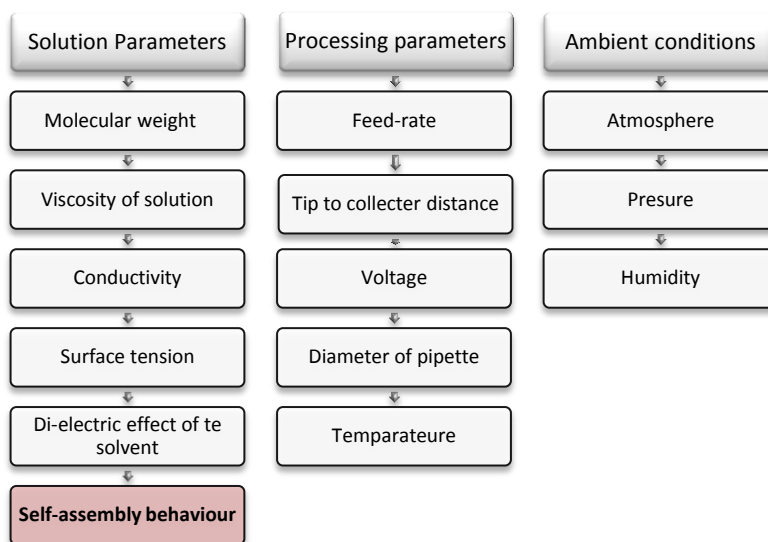 Solution Parameters
Molecular weight
Viscosity of solution
Conductivity
Surface tension
Di-electric effect of te
solvent
Self-assembly behaviour
Processing parameters
Feed-rate
Tip to collecter distance
Voltage
Diameter of pipette
Temparateure
Ambient conditions
Atmosphere
Presure
Humidity